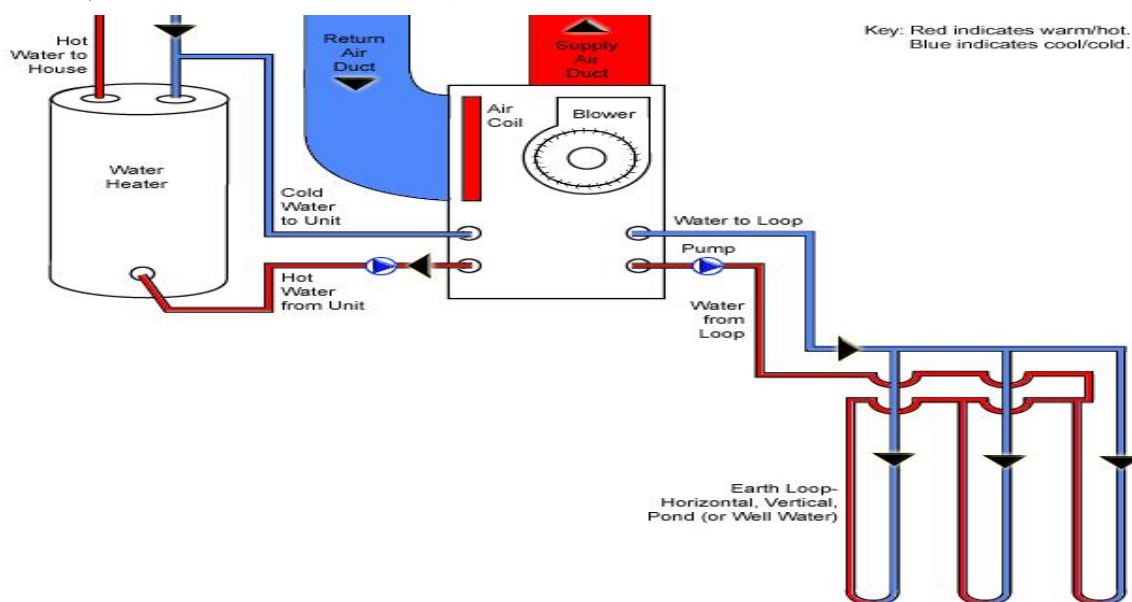 Hot
Water to
House
Return
Air
Duct
Supply
Air
Duct
Key: Red indicates warm/hot.
Blue indicates cool/cold.
Air
Coil
Blower
Water
Heater
Cold
Water
to Unit
Water to Loop
Pump
Hot
Water
from Unit
Water
from
Loop
Earth Loop-
Horizontal, Vertical,
Pond (or Well Water)